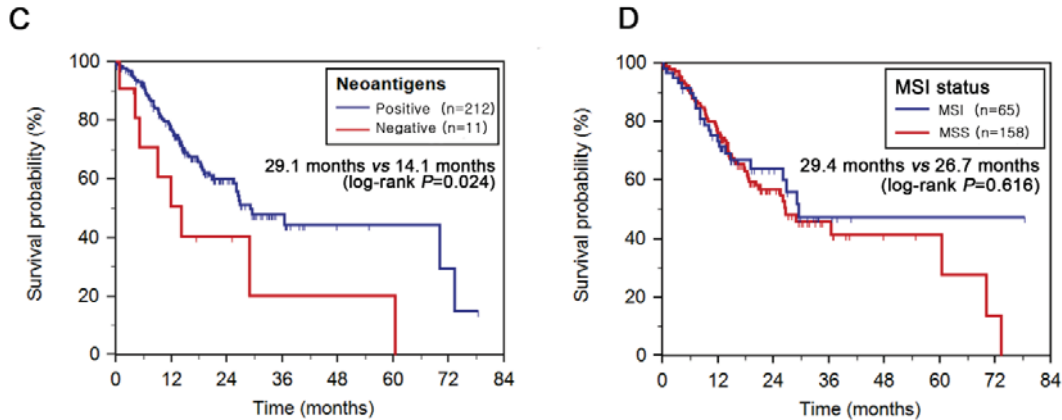 C
Survival probability (%)
100
80
60
40
20
0
0 12 24 36 48 60 72 84
Time (months)
Neoantigens
Positive (n=212)
Negative (n=11)
29.1 months vs 14.1 months
(log-rank P=0.024)
D
Survival probability (%)
100
80
60
40
20
0
0 12 24 36 48 60 72 84
Time (months)
MSI status
MSI (n=65)
MSS (n=158)
29.4 months vs 26.7 months
(log-rank P=0.616)